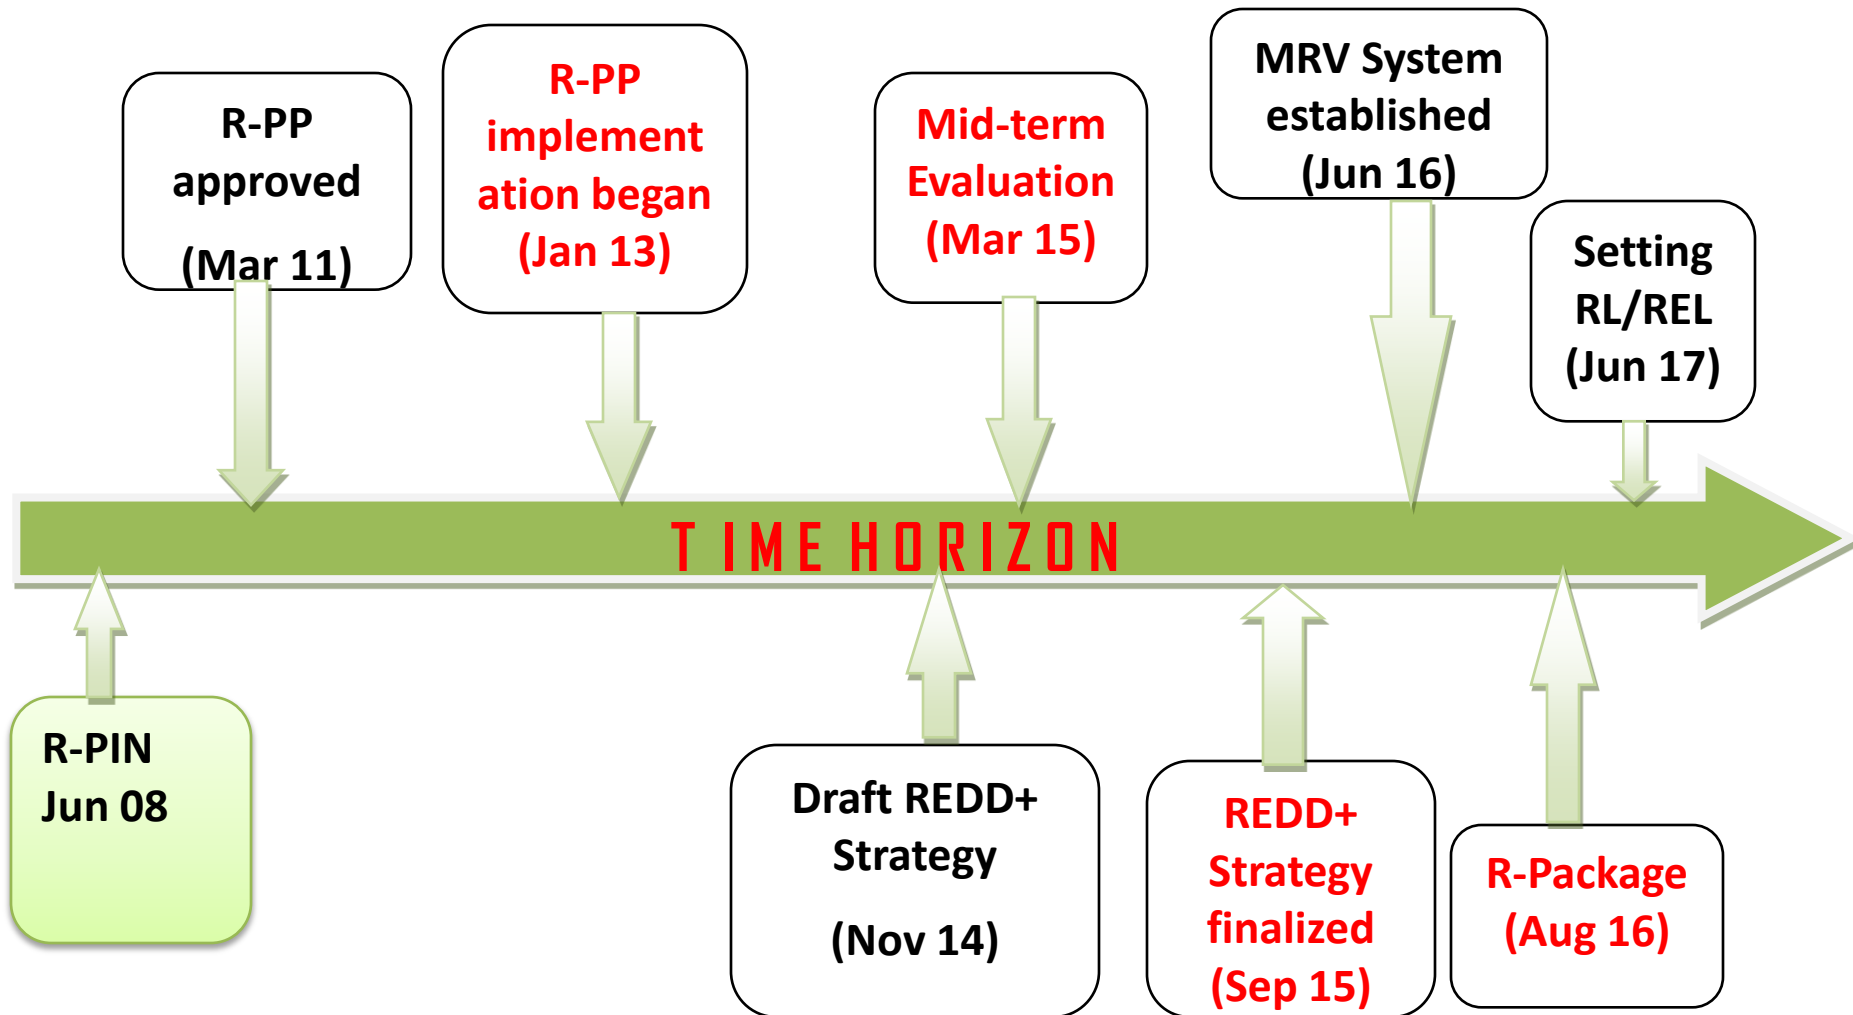 R-PP
approved
(Mar 11)
R-PP
implement
ation began
(Jan 13)
Mid-term
Evaluation
(Mar 15)
MRV System
established
(Jun 16)
Setting
RL/REL
(Jun 17)
T IME HORIZON
R-PIN
Jun 08
Draft REDD+
Strategy
(Nov 14)
REDD+
Strategy
finalized
(Sep 15)
R-Package
(Aug 16)